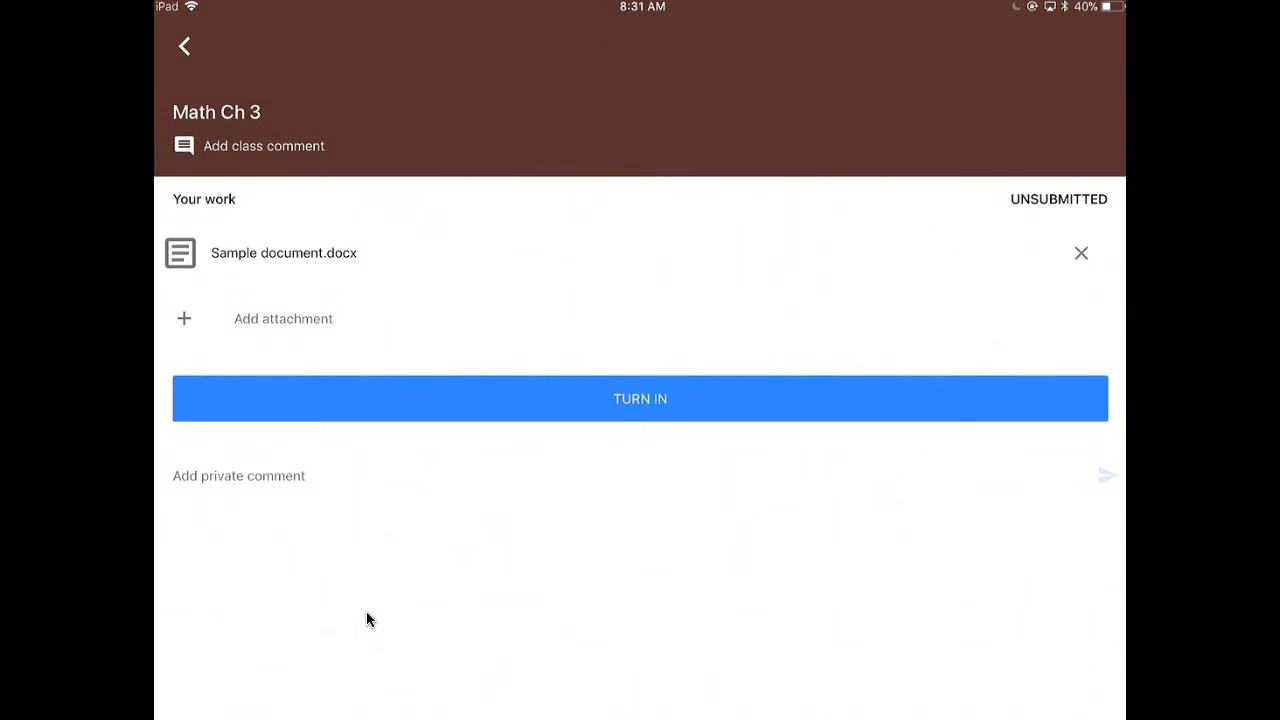 iPad 8:31 AM 40%
Math Ch 3
Add class comment
Your work UNSUBMITTED
Sample document.docx
Add attachment
TURN IN
Add private comment